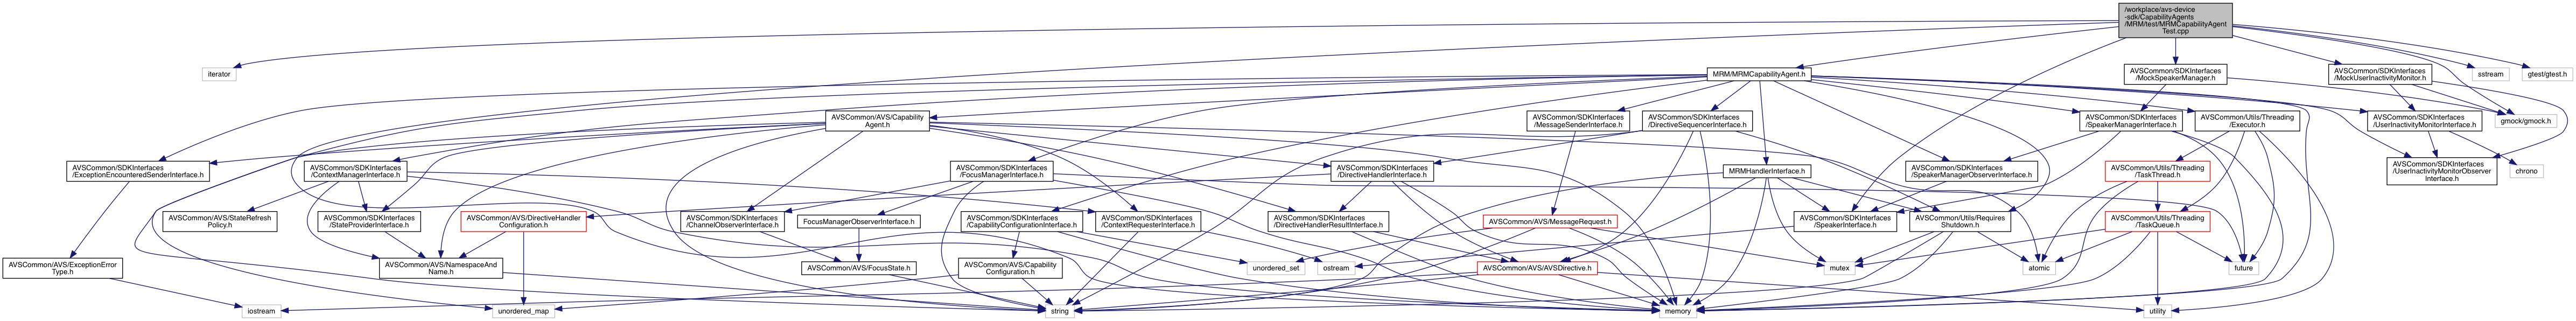 /workplace/avs-device
-sdk/CapabilityAgents
/MRM/test/MRMCapabilityAgent
Test.cpp
iterator
MRM/MRMCapabilityAgent.h
AVSCommon/SDKInterfaces
/MockSpeakerManager.h
AVSCommon/SDKInterfaces
/MockUserInactivityMonitor.h
sstream
gtest/gtest.h
AVSCommon/AVS/Capability
Agent.h
AVSCommon/SDKInterfaces
/MessageSenderInterface.h
AVSCommon/SDKInterfaces
/DirectiveSequencerInterface.h
AVSCommon/SDKInterfaces
/SpeakerManagerInterface.h
AVSCommon/Utils/Threading
/Executor.h
AVSCommon/SDKInterfaces
/UserInactivityMonitorInterface.h
gmock/gmock.h
AVSCommon/SDKInterfaces
/ExceptionEncounteredSenderInterface.h
AVSCommon/SDKInterfaces
/ContextManagerInterface.h
AVSCommon/SDKInterfaces
/FocusManagerInterface.h
AVSCommon/SDKInterfaces
/DirectiveHandlerInterface.h
MRMHandlerInterface.h
AVSCommon/SDKInterfaces
/SpeakerManagerObserverInterface.h
AVSCommon/Utils/Threading
/TaskThread.h
AVSCommon/SDKInterfaces
/UserInactivityMonitorObserver
Interface.h
chrono
AVSCommon/AVS/StateRefresh
Policy.h
AVSCommon/SDKInterfaces
/StateProviderInterface.h
AVSCommon/AVS/DirectiveHandler
Configuration.h
AVSCommon/SDKInterfaces
/ChannelObserverInterface.h
FocusManagerObserverInterface.h
AVSCommon/SDKInterfaces
/CapabilityConfigurationInterface.h
AVSCommon/SDKInterfaces
/ContextRequesterInterface.h
AVSCommon/SDKInterfaces
/DirectiveHandlerResultInterface.h
AVSCommon/AVS/MessageRequest.h
AVSCommon/SDKInterfaces
/SpeakerInterface.h
AVSCommon/Utils/Requires
Shutdown.h
AVSCommon/Utils/Threading
/TaskQueue.h
AVSCommon/AVS/ExceptionError
Type.h
AVSCommon/AVS/NamespaceAnd
Name.h
AVSCommon/AVS/FocusState.h
AVSCommon/AVS/Capability
Configuration.h
unordered_set
ostream
AVSCommon/AVS/AVSDirective.h
mutex
atomic
future
iostream
unordered_map
string
memory
utility